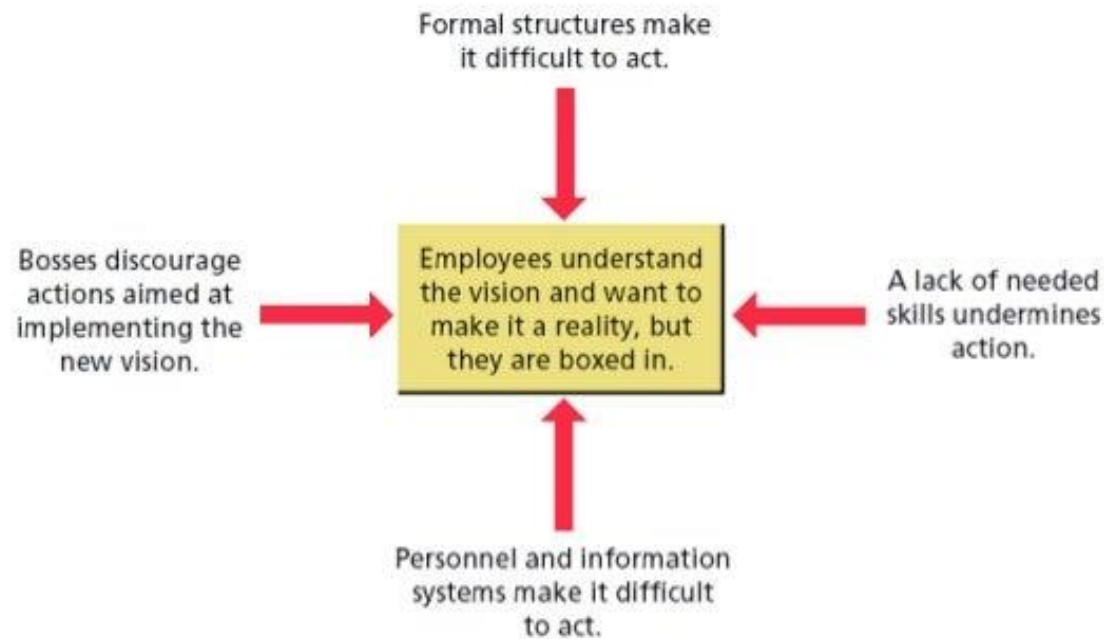 Formal structures make
it difficult to act.
Bosses discourage
actions aimed at
implementing the
new vision.
Employees understand
the vision and want to
make it a reality, but
they are boxed in.
A lack of needed
skills undermines
action.
Personnel and information
systems make it difficult
to act.